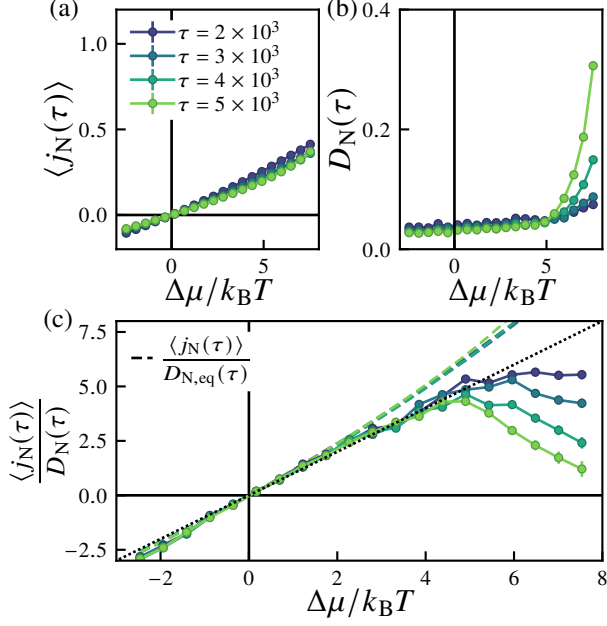 (a)
1.0
0.5
0.0
⟨j_N(τ)⟩
τ = 2 × 10³
τ = 3 × 10³
τ = 4 × 10³
τ = 5 × 10³
0
5
Δμ/k_BT
(b)
0.4
0.2
0.0
D_N(τ)
0
5
Δμ/k_BT
(c)
7.5
5.0
2.5
0.0
−2.5
⟨j_N(τ)⟩
D_N(τ)
⟨j_N(τ)⟩
D_N,eq(τ)
−2
0
2
4
6
8
Δμ/k_BT